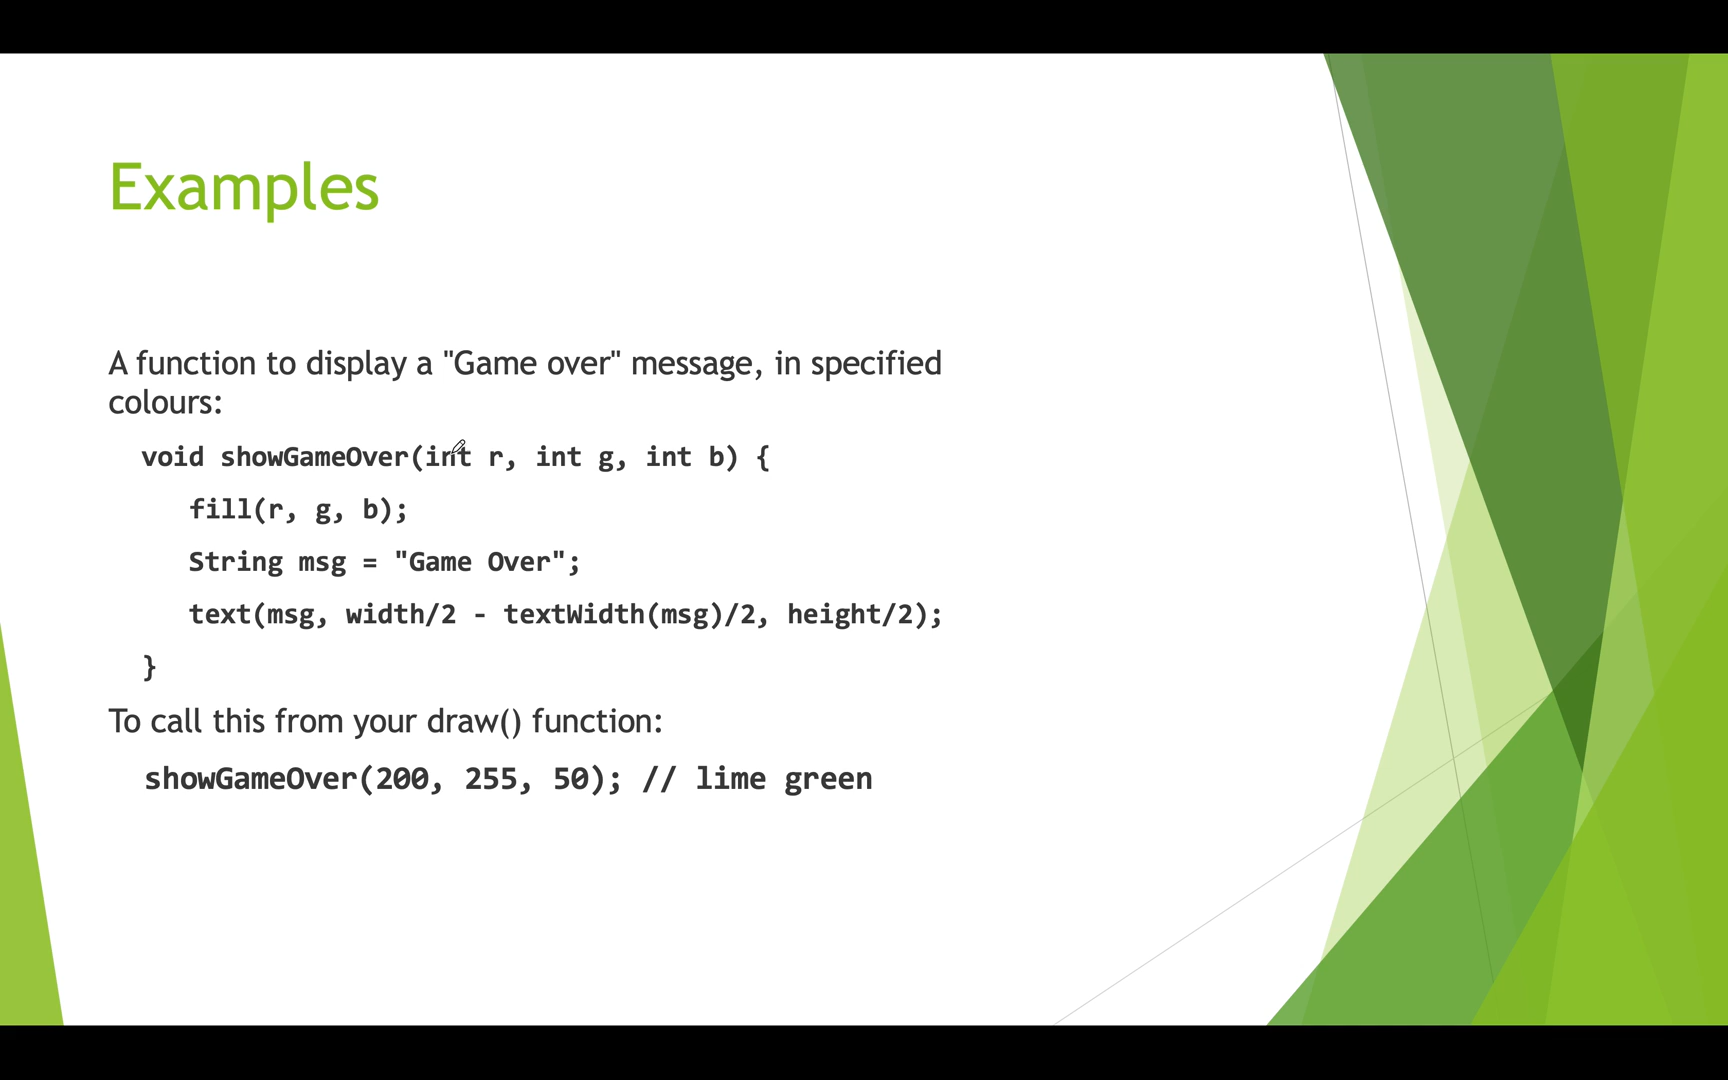 Examples
A function to display a "Game over" message, in specified
colours:
void showGameOver(int r, int g, int b) {
fill(r, g, b);
String msg = "Game Over";
text(msg, width/2 - textWidth(msg)/2, height/2);
}
To call this from your draw() function:
showGameOver(200, 255, 50); // lime green